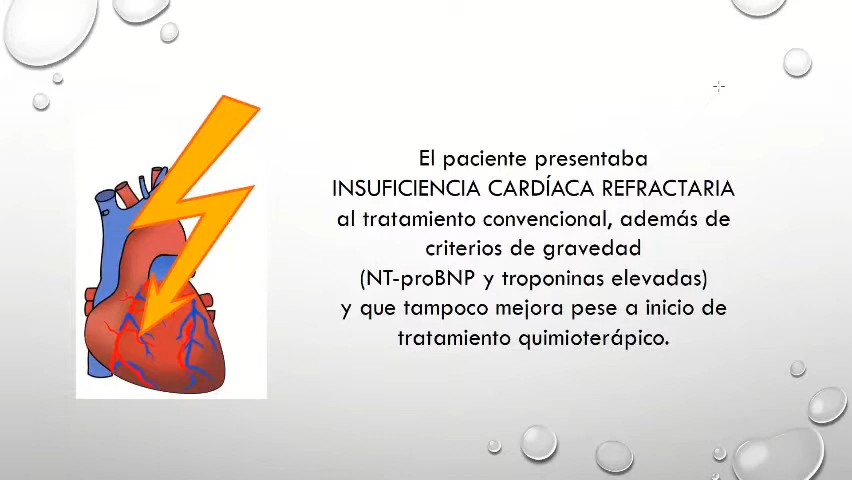 El paciente presentaba
INSUFICIENCIA CARDÍACA REFRACTARIA
al tratamiento convencional, además de
criterios de gravedad
(NT-proBNP y troponinas elevadas)
y que tampoco mejora pese a inicio de
tratamiento quimioterápico.